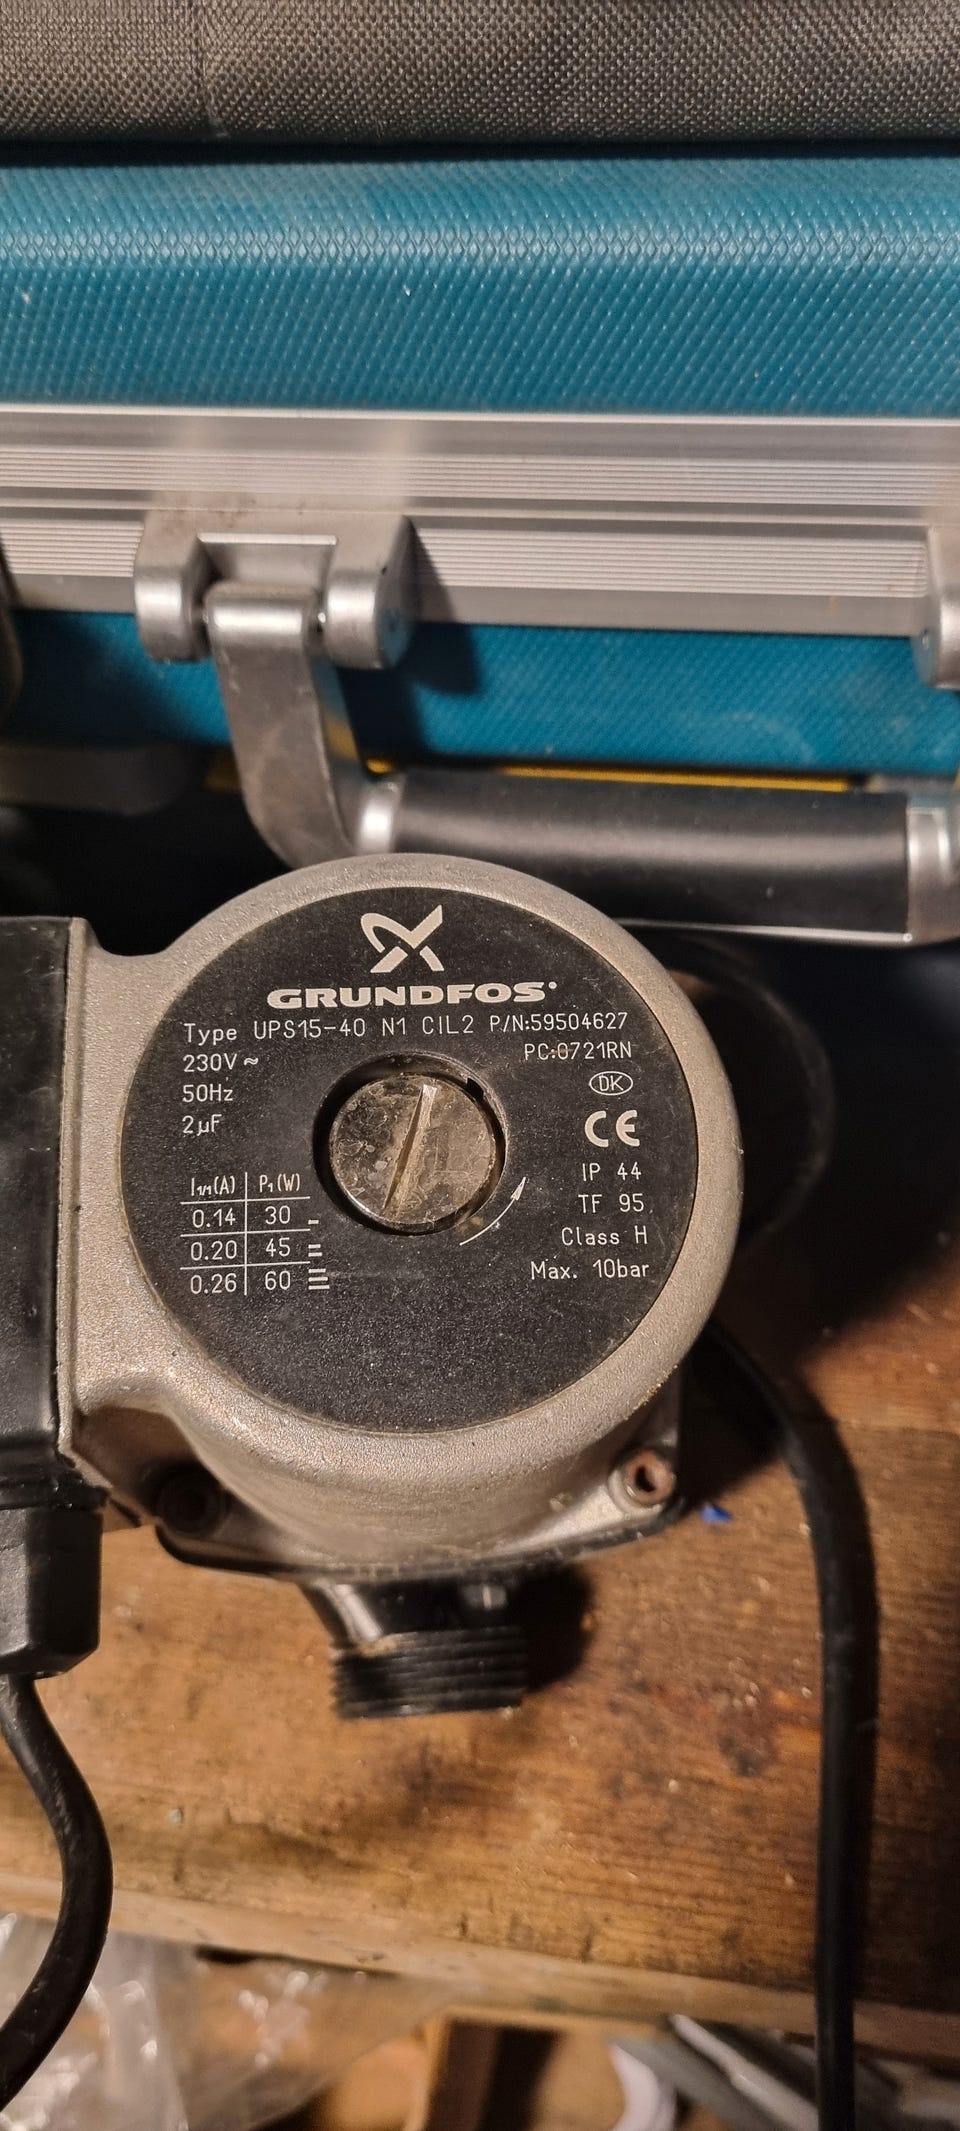 GRUNDFOS
Type UPS15-40 N1 CIL2 P/N:59504627
230V ~ PC:0721RN
50Hz DK
2µF CE
IP 44
TF 95
Class H
Max. 10bar
I₁/₁(A) P₁(W)
0.14 30
0.20 45
0.26 60